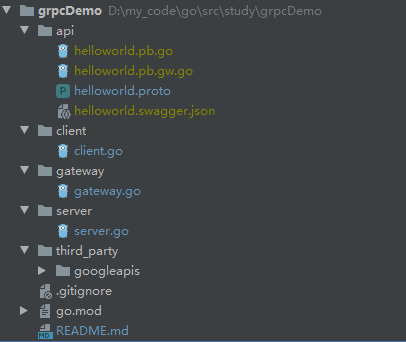 grpcDemo D:\my_code\go\src\study\grpcDemo
api
helloworld.pb.go
helloworld.pb.gw.go
helloworld.proto
helloworld.swagger.json
client
client.go
gateway
gateway.go
server
server.go
third_party
googleapis
.gitignore
go.mod
README.md